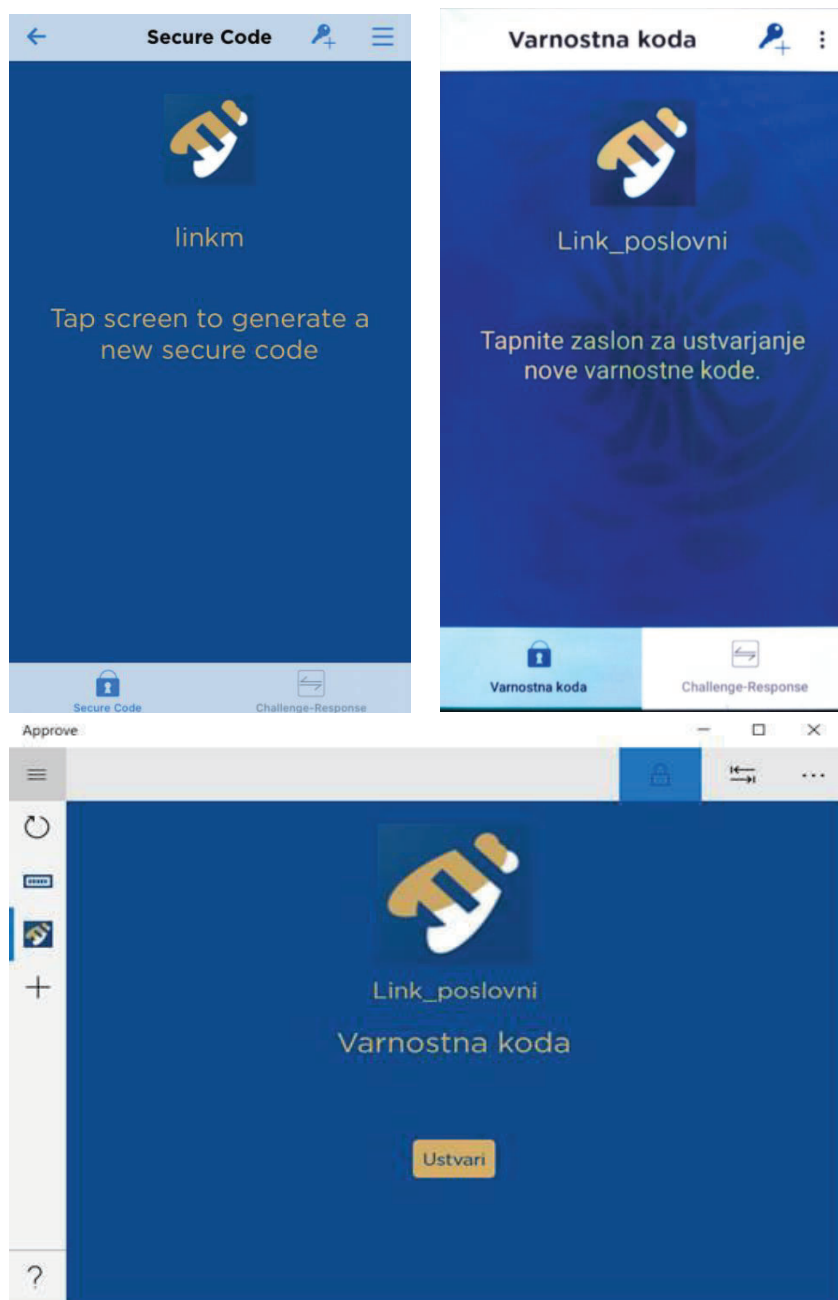 Secure Code
linkm
Tap screen to generate a
new secure code
Secure Code
Challenge-Response
Varnostna koda
Link_poslovni
Tapnite zaslon za ustvarjanje
nove varnostne kode.
Varnostna koda
Challenge-Response
Approve
Link_poslovni
Varnostna koda
Ustvari
?